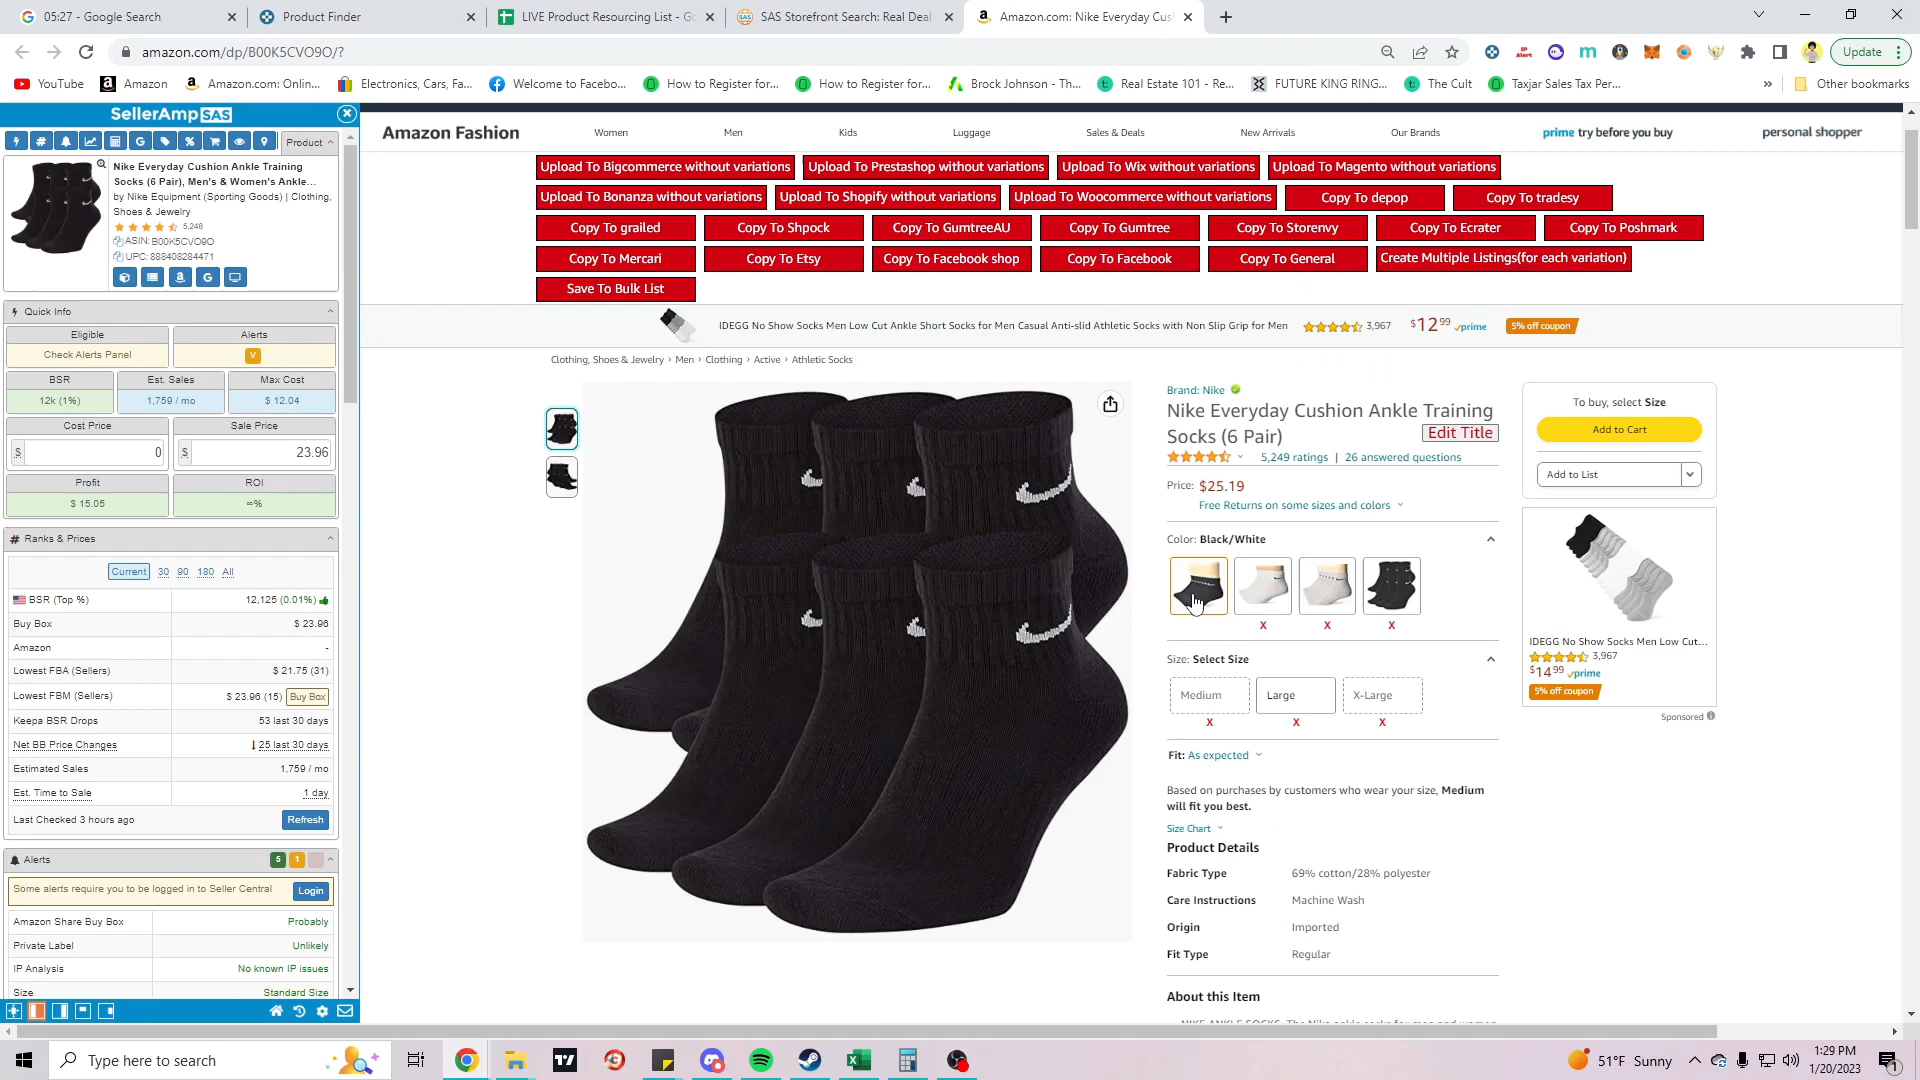 05:27 - Google Search
Product Finder
LIVE Product Resourcing List - Go
SAS Storefront Search: Real Deal
Amazon.com: Nike Everyday Cus
amazon.com/dp/B00K5CVO9O/?
Update
YouTube
Amazon
Amazon.com: Onlin...
Electronics, Cars, Fa...
Welcome to Facebo...
How to Register for...
How to Register for...
Brock Johnson - Th...
Real Estate 101 - Re...
FUTURE KING RING...
The Cult
Taxjar Sales Tax Per...
»
Other bookmarks
SellerAmp SAS
Product
Nike Everyday Cushion Ankle Training
Socks (6 Pair), Men's & Women's Ankle...
by Nike Equipment (Sporting Goods) | Clothing,
Shoes & Jewelry
5,248
ASIN: B00K5CVO9O
UPC: 888408284471
Quick Info
Eligible
Alerts
Check Alerts Panel
V
BSR
Est. Sales
Max Cost
12k (1%)
1,759 / mo
$ 12.04
Cost Price
Sale Price
$ 0
$ 23.96
Profit
ROI
$ 15.05
∞%
# Ranks & Prices
Current 30 90 180 All
BSR (Top %) 12,125 (0.01%)
Buy Box $ 23.96
Amazon -
Lowest FBA (Sellers) $ 21.75 (31)
Lowest FBM (Sellers) $ 23.96 (15) Buy Box
Keepa BSR Drops 53 last 30 days
Net BB Price Changes 25 last 30 days
Estimated Sales 1,759 / mo
Est. Time to Sale 1 day
Last Checked 3 hours ago Refresh
Alerts 5 1
Some alerts require you to be logged in to Seller Central Login
Amazon Share Buy Box Probably
Private Label Unlikely
IP Analysis No known IP issues
Size Standard Size
Amazon Fashion
Women
Men
Kids
Luggage
Sales & Deals
New Arrivals
Our Brands
prime try before you buy
personal shopper
Upload To Bigcommerce without variations
Upload To Prestashop without variations
Upload To Wix without variations
Upload To Magento without variations
Upload To Bonanza without variations
Upload To Shopify without variations
Upload To Woocommerce without variations
Copy To depop
Copy To tradesy
Copy To grailed
Copy To Shpock
Copy To GumtreeAU
Copy To Gumtree
Copy To Storenvy
Copy To Ecrater
Copy To Poshmark
Copy To Mercari
Copy To Etsy
Copy To Facebook shop
Copy To Facebook
Copy To General
Create Multiple Listings(for each variation)
Save To Bulk List
IDEGG No Show Socks Men Low Cut Ankle Short Socks for Men Casual Anti-slid Athletic Socks with Non Slip Grip for Men
3,967
$12.99 prime
5% off coupon
Clothing, Shoes & Jewelry › Men › Clothing › Active › Athletic Socks
Brand: Nike
Nike Everyday Cushion Ankle Training
Socks (6 Pair)
Edit Title
5,249 ratings | 26 answered questions
Price: $25.19
Free Returns on some sizes and colors
Color: Black/White
X X X
Size: Select Size
Medium Large X-Large
X X X
Fit: As expected
Based on purchases by customers who wear your size, Medium
will fit you best.
Size Chart
Product Details
Fabric Type 69% cotton/28% polyester
Care Instructions Machine Wash
Origin Imported
Fit Type Regular
About this Item
To buy, select Size
Add to Cart
Add to List
IDEGG No Show Socks Men Low Cut...
3,967
$14.99 prime
5% off coupon
Sponsored
Type here to search
51°F Sunny
1:29 PM
1/20/2023